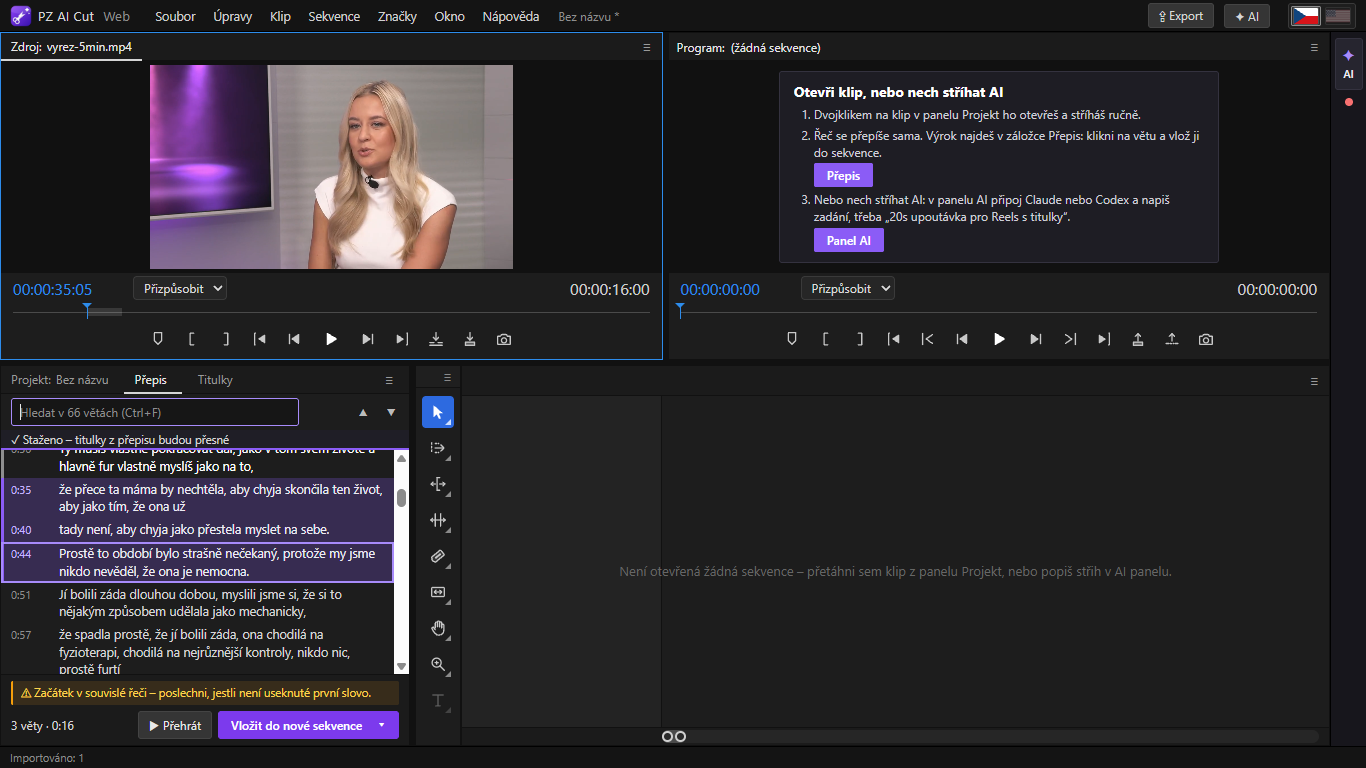 PZ AI Cut Web Soubor Úpravy Klip Sekvence Značky Okno Nápověda Bez názvu * Export AI
Zdroj: vyrez-5min.mp4
Program: (žádná sekvence)
AI
Otevři klip, nebo nech stříhat AI
1. Dvojklikem na klip v panelu Projekt ho otevřeš a stříháš ručně.
2. Řeč se přepíše sama. Výrok najdeš v záložce Přepis: klikni na větu a vlož ji
do sekvence.
Přepis
3. Nebo nech stříhat AI: v panelu AI připoj Claude nebo Codex a napiš
zadání, třeba „20s upoutávka pro Reels s titulky“.
Panel AI
00:00:35:05 Přizpůsobit 00:00:16:00
00:00:00:00 Přizpůsobit 00:00:00:00
Projekt: Bez názvu Přepis Titulky
Hledat v 66 větách (Ctrl+F)
✓ Staženo – titulky z přepisu budou přesné
Ty musíš vlastně pokračovat dál, jako v tom svém životě a
hlavně fur vlastně myslíš jako na to,
0:35 že přece ta máma by nechtěla, aby chyja skončila ten život,
aby jako tím, že ona už
0:40 tady není, aby chyja jako přestela myslet na sebe.
0:44 Prostě to období bylo strašně nečekaný, protože my jsme
nikdo nevěděl, že ona je nemocna.
0:51 Jí bolili záda dlouhou dobou, myslili jsme si, že si to
nějakým způsobem udělala jako mechanicky,
0:57 že spadla prostě, že jí bolili záda, ona chodilá na
fyzioterapi, chodilá na nejrůznější kontroly, nikdo nic,
prostě furtí
⚠ Začátek v souvislé řeči – poslechni, jestli není useknuté první slovo.
3 věty · 0:16 Přehrát Vložit do nové sekvence
Není otevřená žádná sekvence – přetáhni sem klip z panelu Projekt, nebo popiš střih v AI panelu.
Importováno: 1